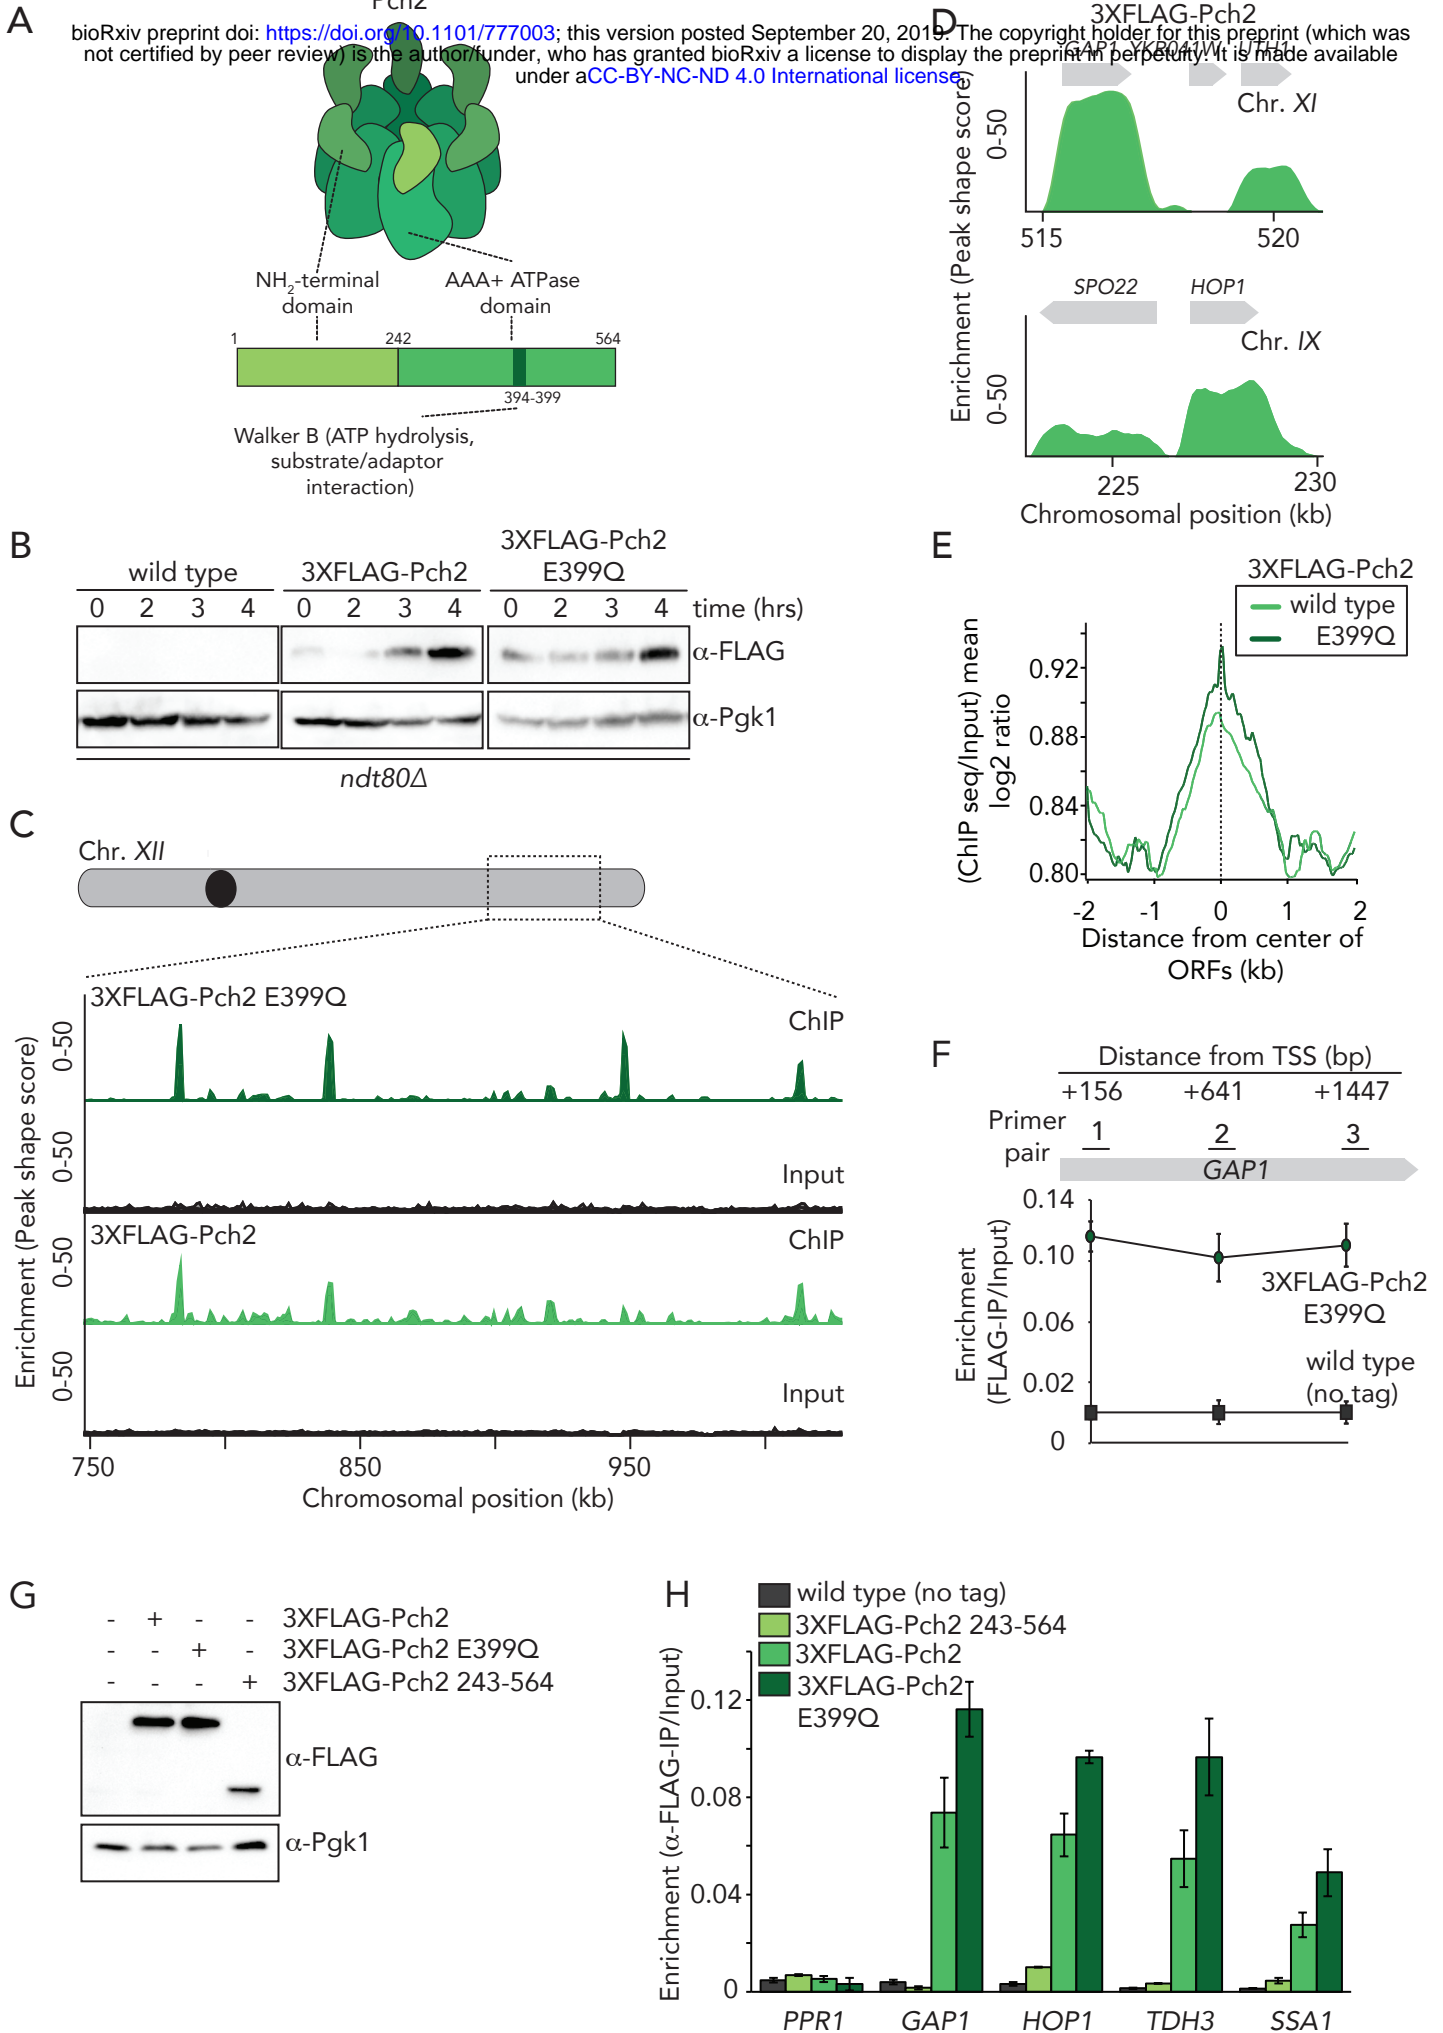 A
Pch2
bioRxiv preprint doi: https://doi.org/10.1101/777003; this version posted September 20, 2019. The copyright holder for this preprint (which was
not certified by peer review) is the author/funder, who has granted bioRxiv a license to display the preprint in perpetuity. It is made available
under aCC-BY-NC-ND 4.0 International license.
NH2-terminal
domain
AAA+ ATPase
domain
1
242
564
394-399
Walker B (ATP hydrolysis,
substrate/adaptor
interaction)
B
wild type
3XFLAG-Pch2
3XFLAG-Pch2
E399Q
0 2 3 4 0 2 3 4 0 2 3 4 time (hrs)
α-FLAG
α-Pgk1
ndt80Δ
C
Chr. XII
3XFLAG-Pch2 E399Q
ChIP
0-50
Input
0-50
3XFLAG-Pch2
ChIP
0-50
Input
0-50
Enrichment (Peak shape score)
750 850 950
Chromosomal position (kb)
D
3XFLAG-Pch2
GAP1 YKR041W UTH1
Chr. XI
0-50
515 520
SPO22 HOP1
Chr. IX
0-50
225 230
Enrichment (Peak shape score)
Chromosomal position (kb)
E
3XFLAG-Pch2
wild type
E399Q
(ChIP seq/Input) mean
log2 ratio
0.92
0.88
0.84
0.80
-2 -1 0 1 2
Distance from center of
ORFs (kb)
F
Distance from TSS (bp)
+156 +641 +1447
Primer
pair
1 2 3
GAP1
0.14
0.10
0.06
0.02
0
Enrichment
(FLAG-IP/Input)
3XFLAG-Pch2
E399Q
wild type
(no tag)
G
- + - - 3XFLAG-Pch2
- - + - 3XFLAG-Pch2 E399Q
- - - + 3XFLAG-Pch2 243-564
α-FLAG
α-Pgk1
H
wild type (no tag)
3XFLAG-Pch2 243-564
3XFLAG-Pch2
3XFLAG-Pch2
E399Q
Enrichment (α-FLAG-IP/Input)
0.12
0.08
0.04
0
PPR1 GAP1 HOP1 TDH3 SSA1